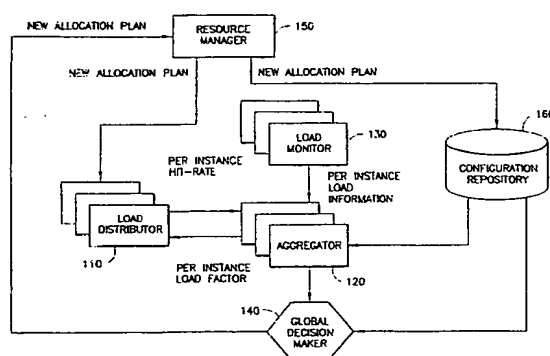 NEW ALLOCATION PLAN
RESOURCE
MANAGER
150
NEW ALLOCATION PLAN
NEW ALLOCATION PLAN
LOAD
MONITOR
130
160
CONFIGURATION
REPOSITORY
PER INSTANCE
HIT-RATE
PER INSTANCE
LOAD
INFORMATION
LOAD
DISTRIBUTOR
110
AGGREGATOR
120
PER INSTANCE
LOAD FACTOR
140
GLOBAL
DECISION
MAKER